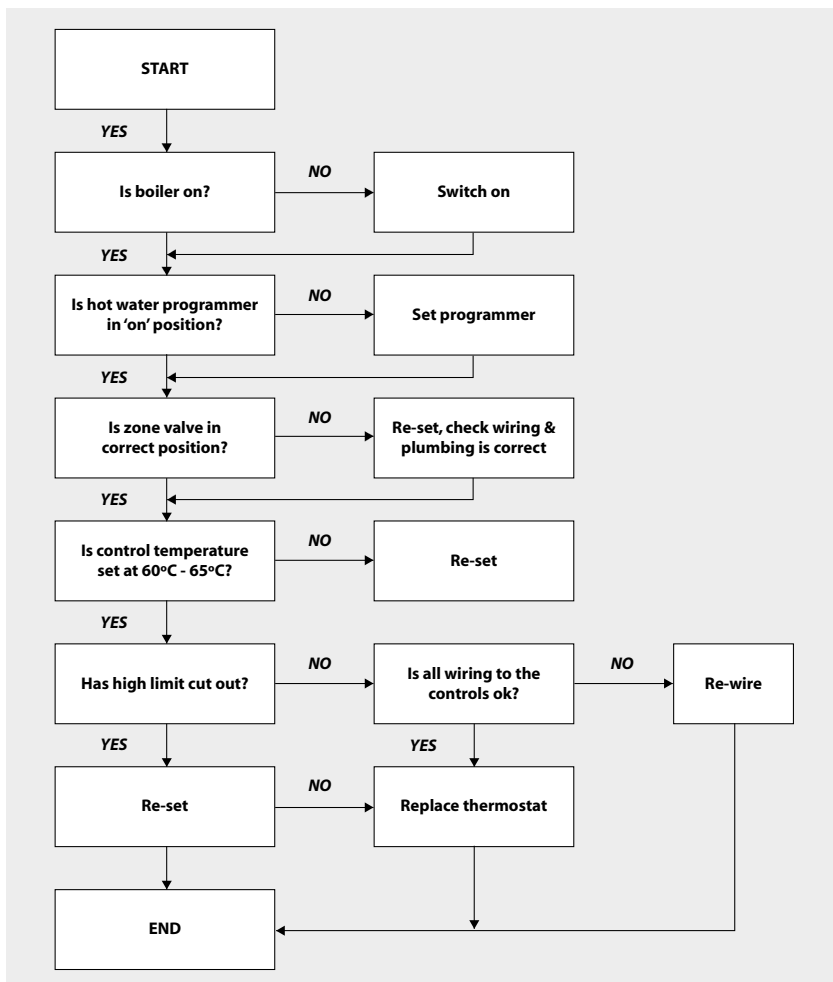 START
YES
Is boiler on?
NO
Switch on
YES
Is hot water programmer
in ‘on’ position?
NO
Set programmer
YES
Is zone valve in
correct position?
NO
Re-set, check wiring &
plumbing is correct
YES
Is control temperature
set at 60ºC - 65ºC?
NO
Re-set
YES
Has high limit cut out?
NO
Is all wiring to the
controls ok?
NO
Re-wire
YES
YES
Re-set
NO
Replace thermostat
END